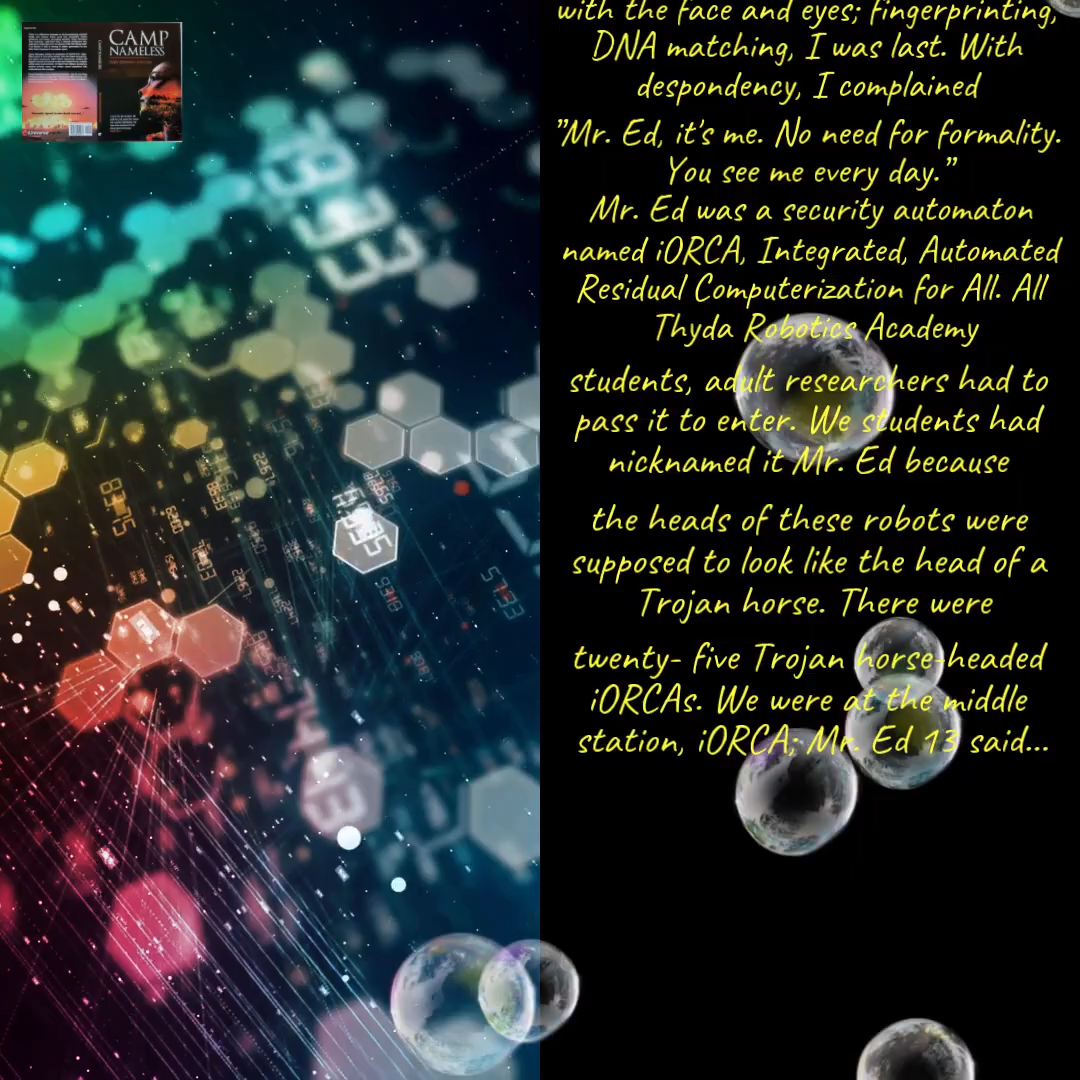 CAMP
NAMELESS
with the face and eyes; fingerprinting,
DNA matching, I was last. With
despondency, I complained
"Mr. Ed, it's me. No need for formality.
You see me every day."
Mr. Ed was a security automaton
named iORCA, Integrated, Automated
Residual Computerization for All. All
Thyda Robotics Academy
students, adult researchers had to
pass it to enter. We students had
nicknamed it Mr. Ed because
the heads of these robots were
supposed to look like the head of a
Trojan horse. There were
twenty- five Trojan horse-headed
iORCAs. We were at the middle
station, iORCA; Mr. Ed 13 said...